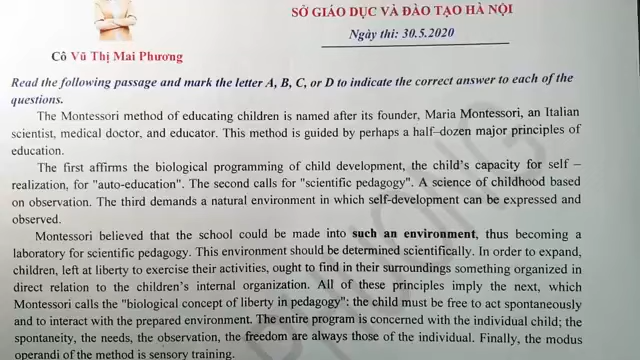 SỞ GIÁO DỤC VÀ ĐÀO TẠO HÀ NỘI
Ngày thi: 30.5.2020
Cô Vũ Thị Mai Phương
Read the following passage and mark the letter A, B, C, or D to indicate the correct answer to each of the
questions.
The Montessori method of educating children is named after its founder, Maria Montessori, an Italian
scientist, medical doctor, and educator. This method is guided by perhaps a half–dozen major principles of
education.
The first affirms the biological programming of child development, the child's capacity for self –
realization, for "auto-education". The second calls for "scientific pedagogy". A science of childhood based
on observation. The third demands a natural environment in which self-development can be expressed and
observed.
Montessori believed that the school could be made into such an environment, thus becoming a
laboratory for scientific pedagogy. This environment should be determined scientifically. In order to expand,
children, left at liberty to exercise their activities, ought to find in their surroundings something organized in
direct relation to the children's internal organization. All of these principles imply the next, which
Montessori calls the "biological concept of liberty in pedagogy": the child must be free to act spontaneously
and to interact with the prepared environment. The entire program is concerned with the individual child; the
spontaneity, the needs, the observation, the freedom are always those of the individual. Finally, the modus
operandi of the method is sensory training.